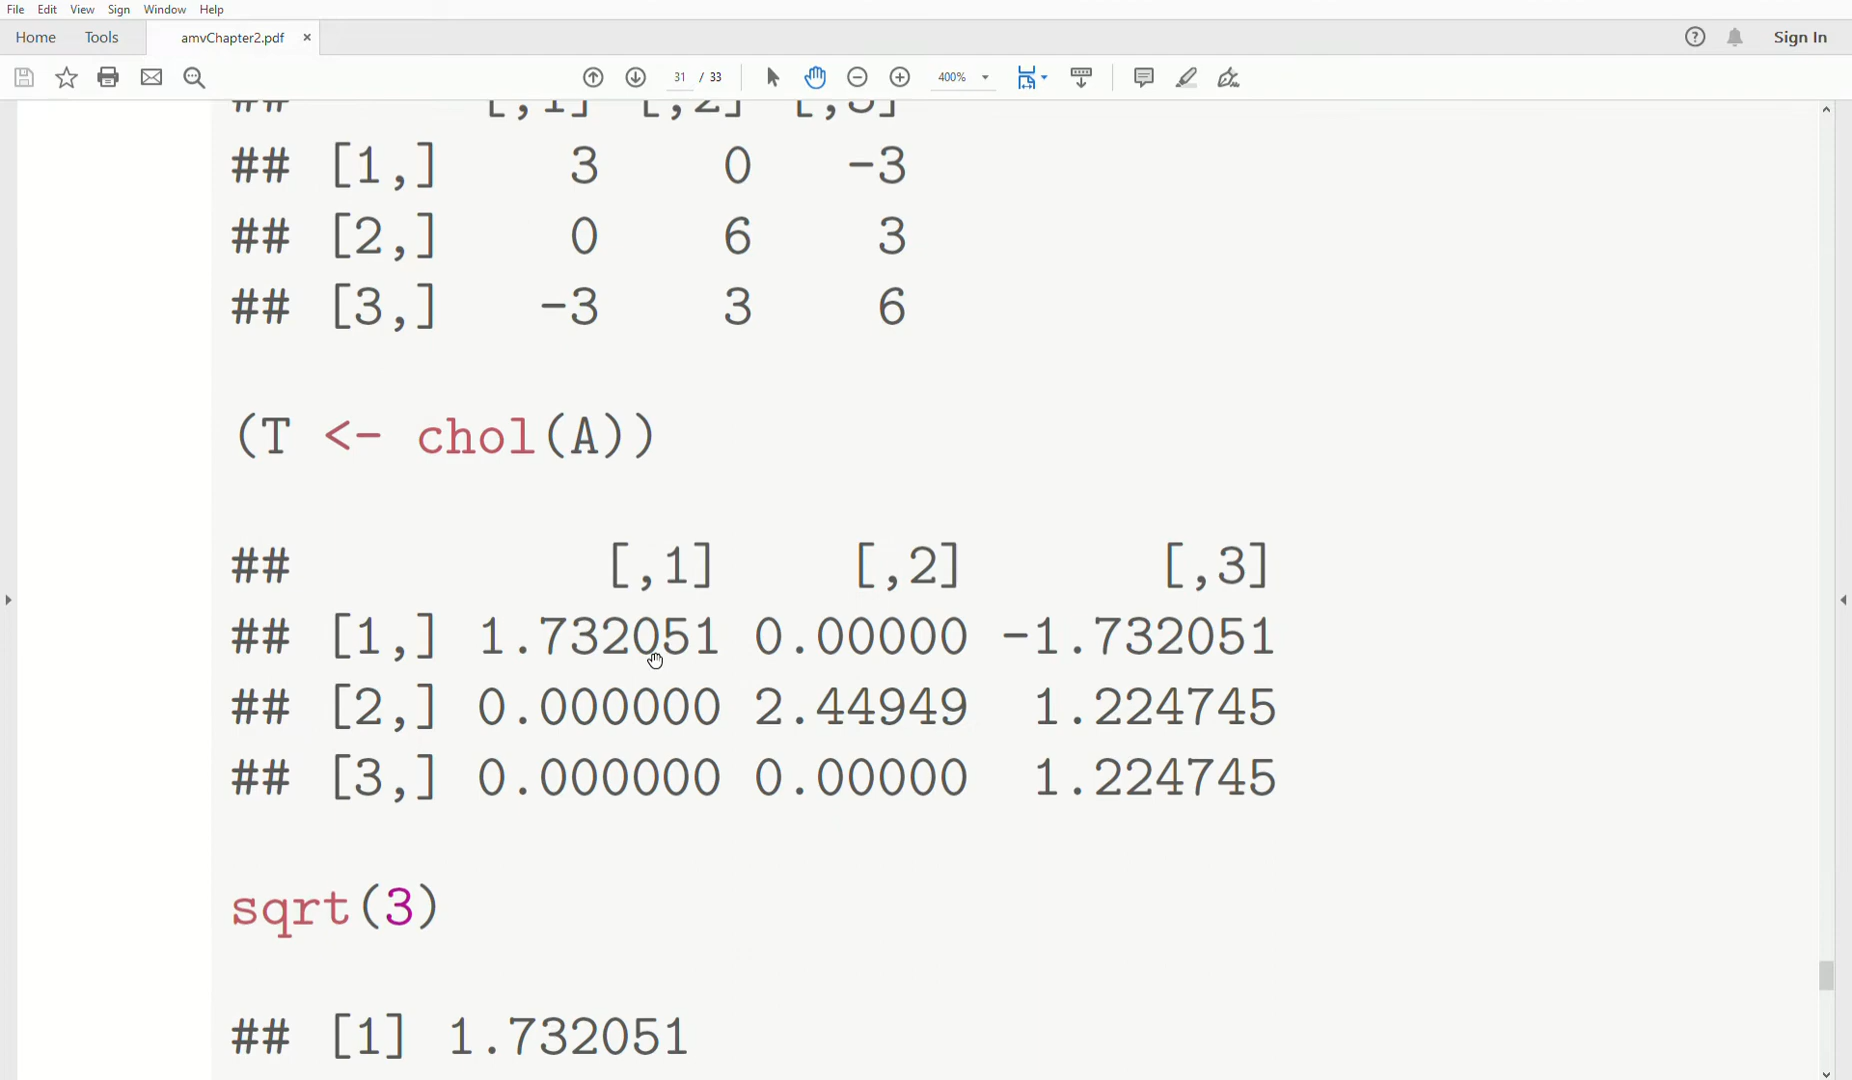 File Edit View Sign Window Help
Home Tools amvChapter2.pdf × Sign In
31 / 33 400%
## [,1] [,2] [,3]
## [1,] 3 0 -3
## [2,] 0 6 3
## [3,] -3 3 6
(T <- chol(A))
## [,1] [,2] [,3]
## [1,] 1.732051 0.00000 -1.732051
## [2,] 0.000000 2.44949 1.224745
## [3,] 0.000000 0.00000 1.224745
sqrt(3)
## [1] 1.732051